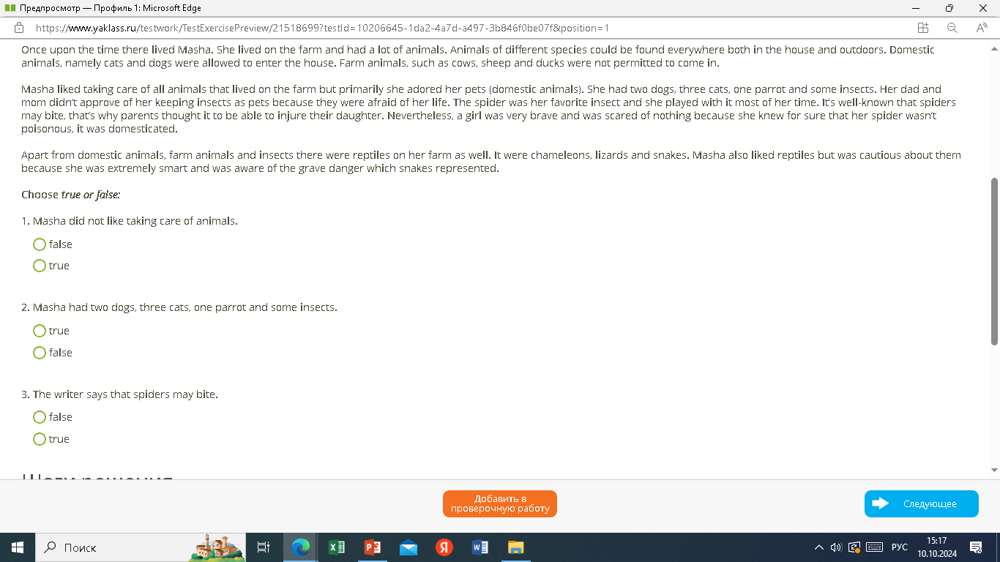 Предпросмотр — Профиль 1: Microsoft Edge
https://www.yaklass.ru/testwork/TestExercisePreview/21518699?testId=10206645-1da2-4a7d-a497-3b846f0be07f&position=1
Once upon the time there lived Masha. She lived on the farm and had a lot of animals. Animals of different species could be found everywhere both in the house and outdoors. Domestic
animals, namely cats and dogs were allowed to enter the house. Farm animals, such as cows, sheep and ducks were not permitted to come in.
Masha liked taking care of all animals that lived on the farm but primarily she adored her pets (domestic animals). She had two dogs, three cats, one parrot and some insects. Her dad and
mom didn't approve of her keeping insects as pets because they were afraid of her life. The spider was her favorite insect and she played with it most of her time. It's well-known that spiders
may bite, that's why parents thought it to be able to injure their daughter. Nevertheless, a girl was very brave and was scared of nothing because she knew for sure that her spider wasn't
poisonous, it was domesticated.
Apart from domestic animals, farm animals and insects there were reptiles on her farm as well. It were chameleons, lizards and snakes. Masha also liked reptiles but was cautious about them
because she was extremely smart and was aware of the grave danger which snakes represented.
Choose true or false:
1. Masha did not like taking care of animals.
false
true
2. Masha had two dogs, three cats, one parrot and some insects.
true
false
3. The writer says that spiders may bite.
false
true
Добавить в
проверочную работу
Следующее
Поиск
РУС
15:17
10.10.2024